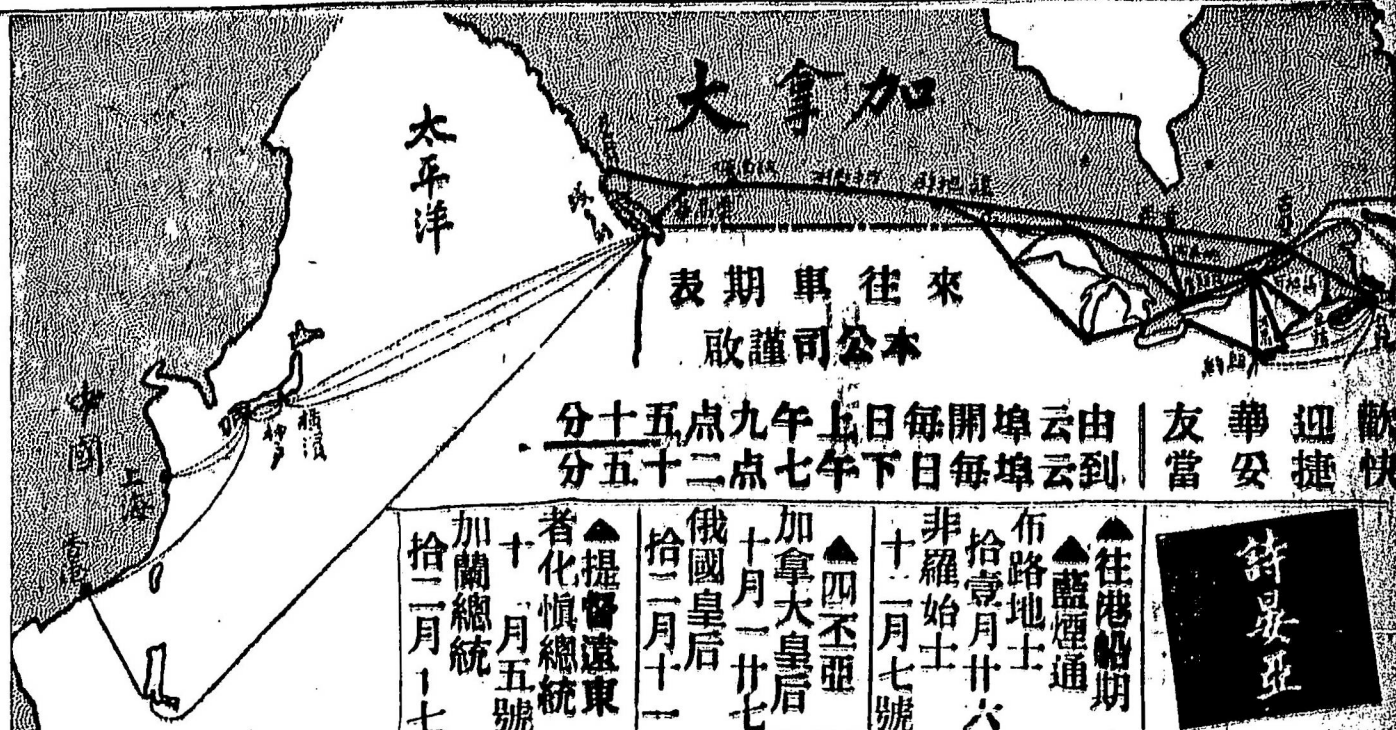 加拿大
太平洋
來往車期表
本公司謹啟
中國
上海
香港
神戶
橫濱
歡迎華友
快捷妥當
由云埠開每日上午九点五十分
到云埠每日下午七点二十五分
詩晏亞
▲往港船期
▲藍煙通
布路地士
拾壹月廿六
非羅始士
十二月七號
▲四不亞
加拿大皇后
十月一廿七
俄國皇后
拾二月十一
▲提督遠東
者化慎總統
十 月五號
加蘭總統
拾二月十七